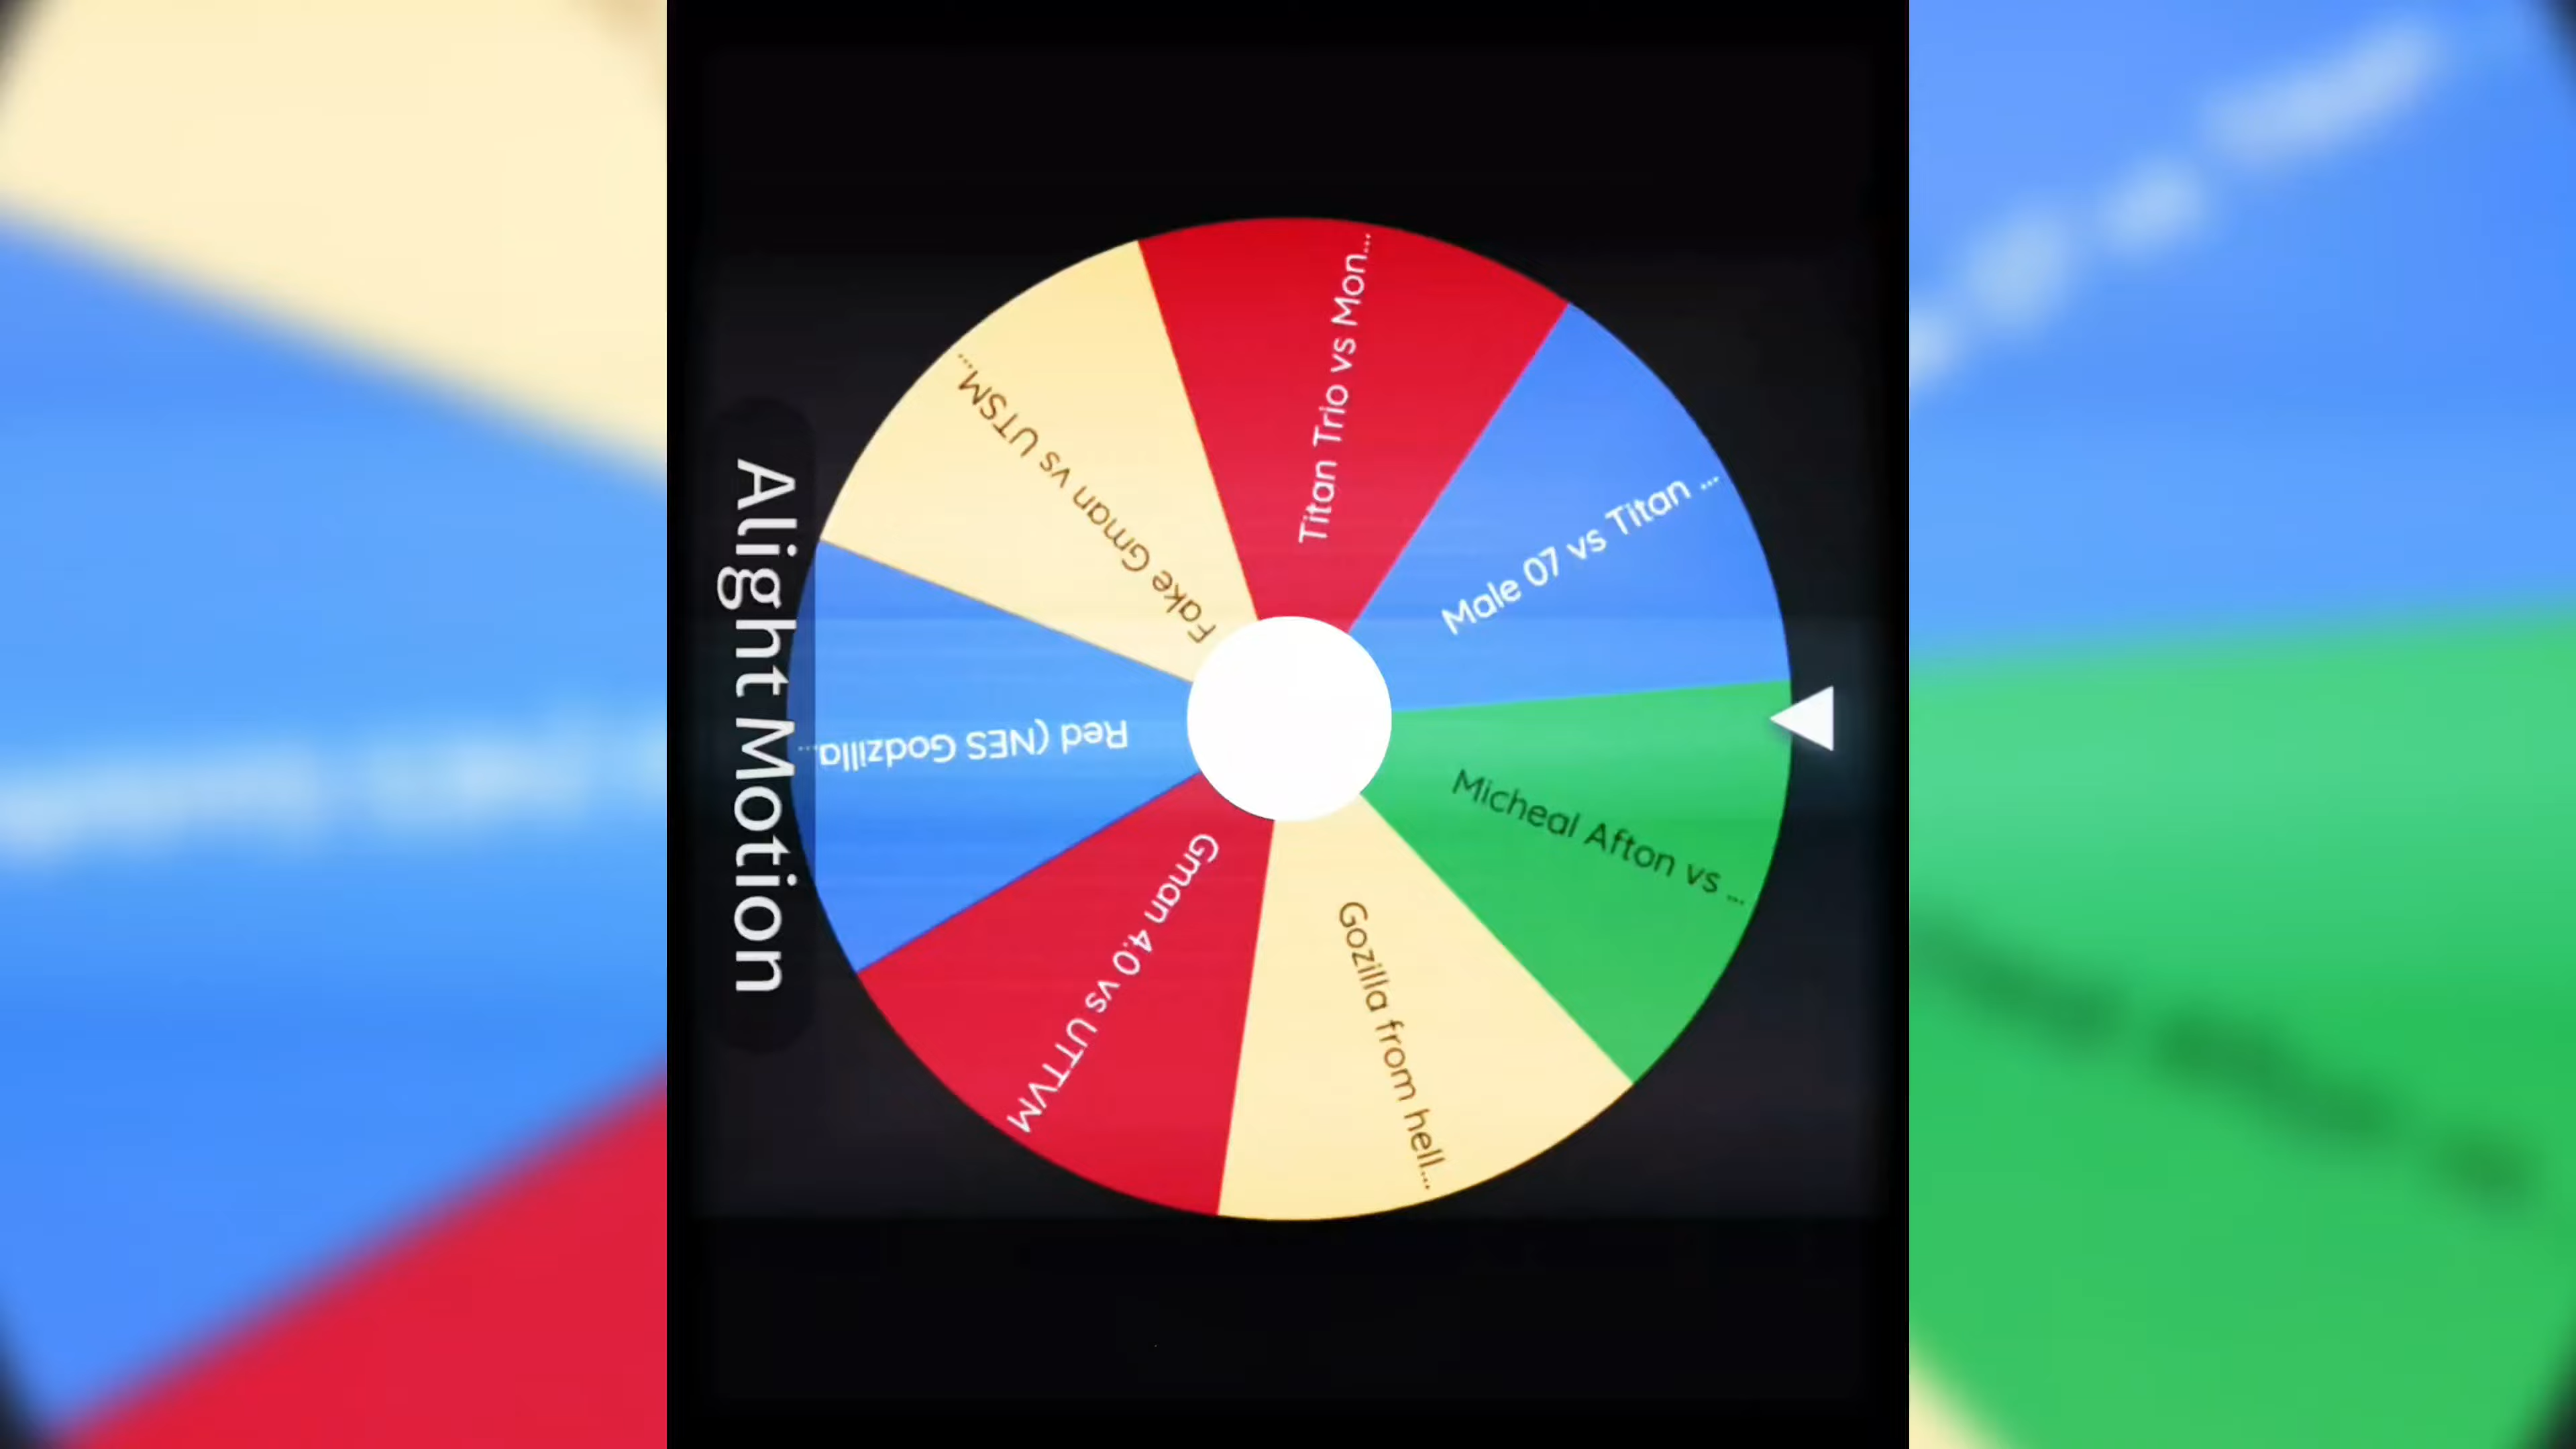 Titan Trio vs Mon...
Male 07 vs Titan ...
Micheal Afton vs ...
Gozilla from hell...
Gman 4.0 vs UTTVM
Red (NES Godzilla...
Fake Gman vs UTSM...
Alight Motion